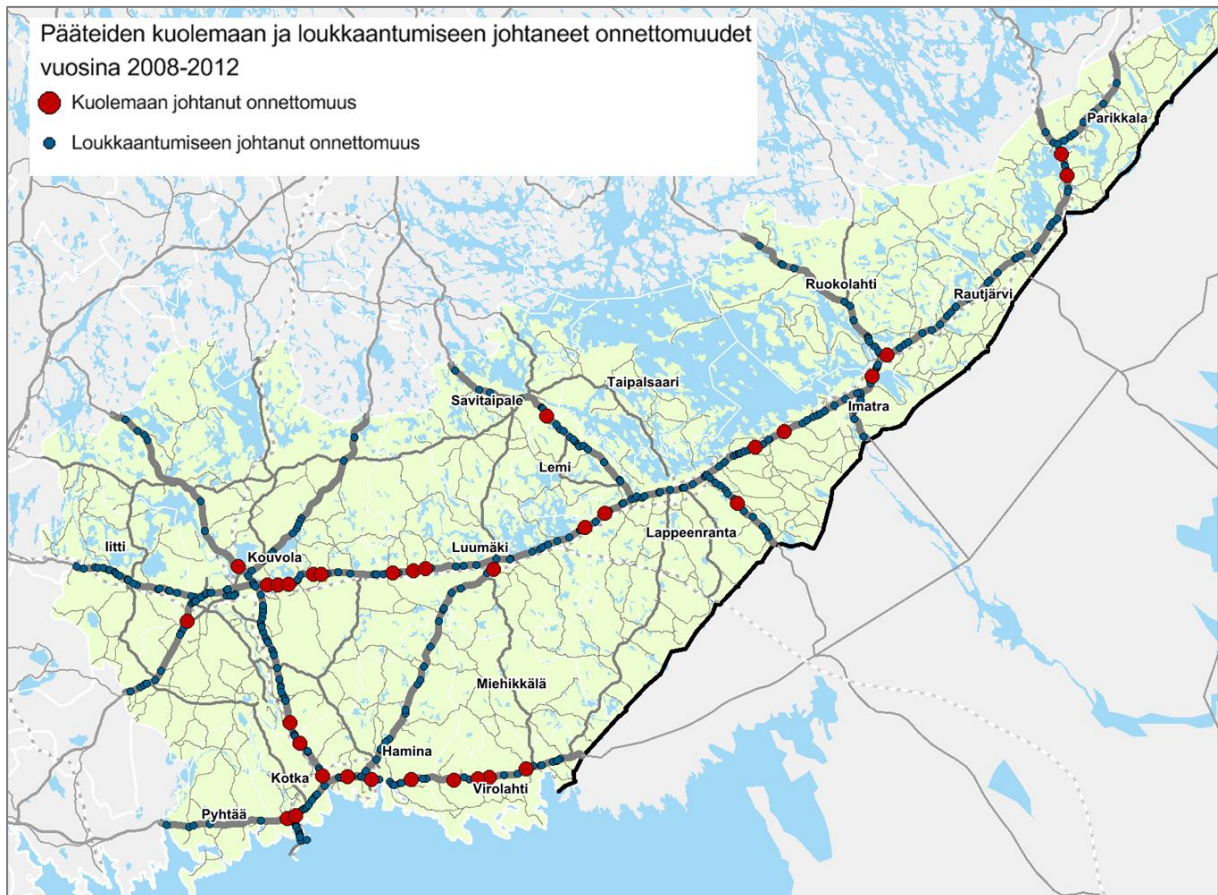 Pääteiden kuolemaan ja loukkaantumiseen johtaneet onnettomuudet
vuosina 2008-2012
Kuolemaan johtanut onnettomuus
Loukkaantumiseen johtanut onnettomuus
Parikkala
Ruokolahti
Rautjärvi
Taipalsaari
Savitaipale
Imatra
Lemi
Lappeenranta
Iitti
Kouvola
Luumäki
Miehikkälä
Hamina
Kotka
Virolahti
Pyhtää